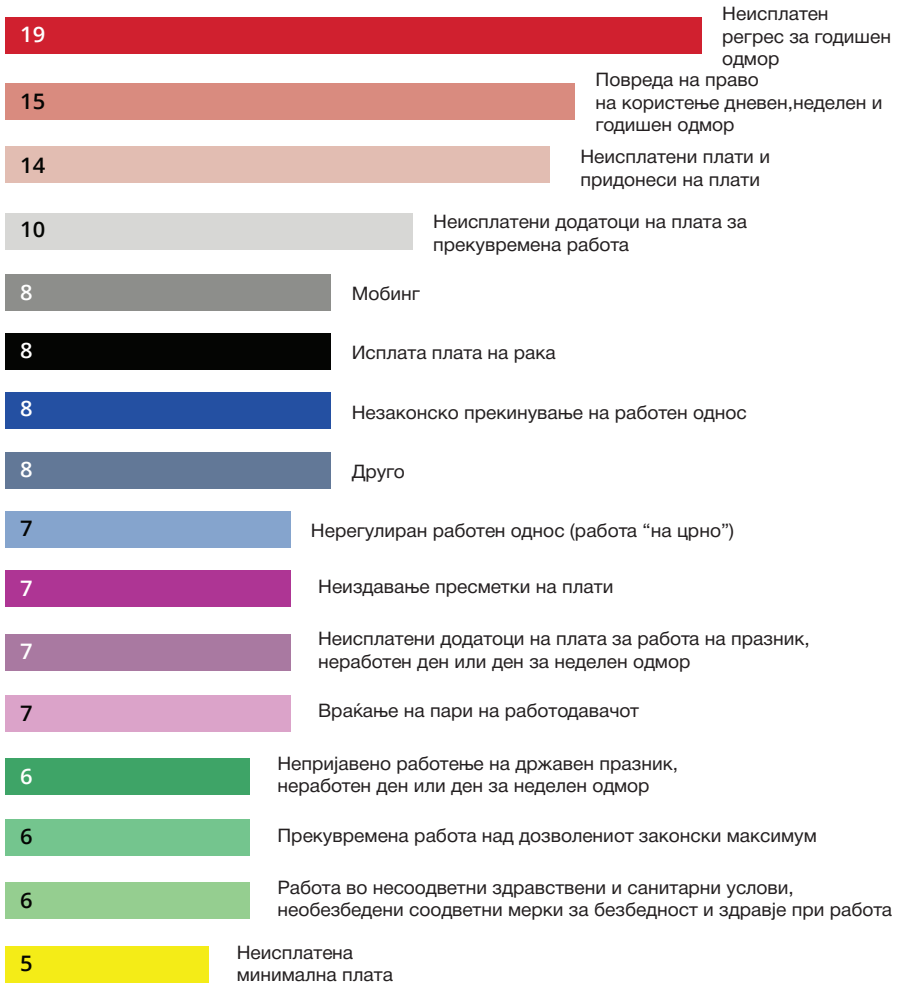 19
Неисплатен
регрес за годишен
одмор
15
Повреда на право
на користење дневен,неделен и
годишен одмор
14
Неисплатени плати и
придонеси на плати
10
Неисплатени додатоци на плата за
прекувремена работа
8
Мобинг
8
Исплата плата на рака
8
Незаконско прекинување на работен однос
8
Друго
7
Нерегулиран работен однос (работа “на црно”)
7
Неиздавање пресметки на плати
7
Неисплатени додатоци на плата за работа на празник,
неработен ден или ден за неделен одмор
7
Враќање на пари на работодавачот
6
Непријавено работење на државен празник,
неработен ден или ден за неделен одмор
6
Прекувремена работа над дозволениот законски максимум
6
Работа во несоодветни здравствени и санитарни услови,
необезбедени соодветни мерки за безбедност и здравје при работа
5
Неисплатена
минимална плата